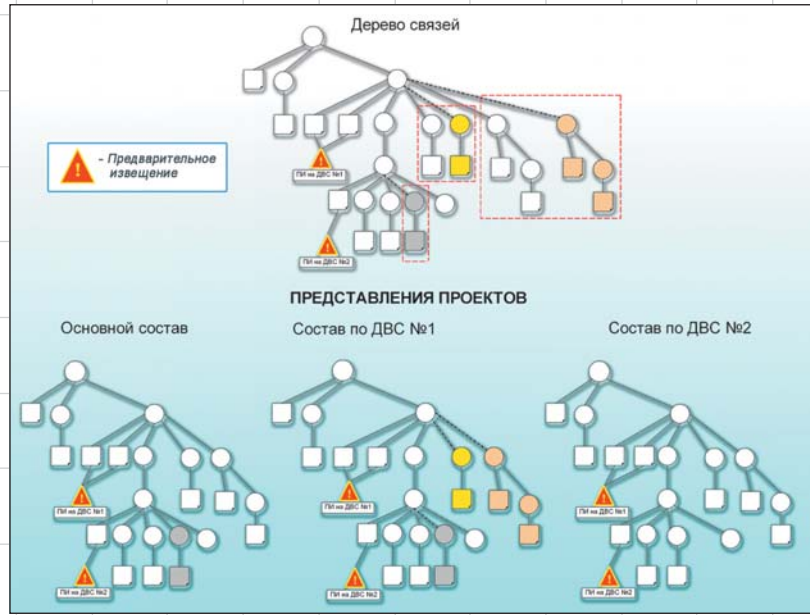 Дерево связей
- Предварительное
извещение
ПИ на ДВС №1
ПИ на ДВС №2
ПРЕДСТАВЛЕНИЯ ПРОЕКТОВ
Основной состав
Состав по ДВС №1
Состав по ДВС №2
ПИ на ДВС №1
ПИ на ДВС №1
ПИ на ДВС №1
ПИ на ДВС №2
ПИ на ДВС №2
ПИ на ДВС №2